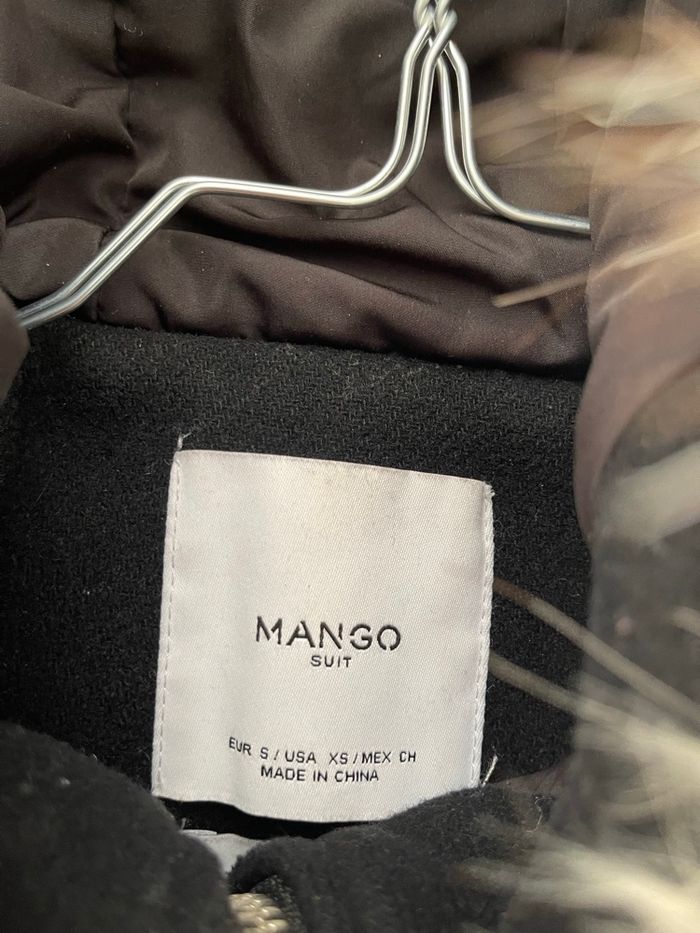 MANGO
SUIT
EUR S / USA XS / MEX CH
MADE IN CHINA